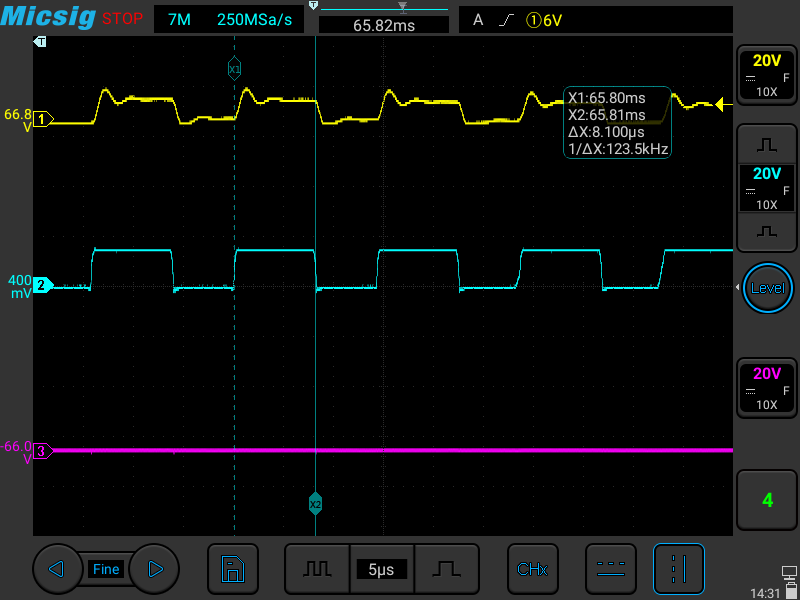 Micsig STOP 7M 250MSa/s T 65.82ms A ①6V
T
X1
20V
F
10X
X1:65.80ms
X2:65.81ms
ΔX:8.100µs
1/ΔX:123.5kHz
66.8
V
1
20V
F
10X
400
mV
2
Level
20V
F
10X
-66.0
V
3
X2
4
Fine
5µs
CHx
14:31